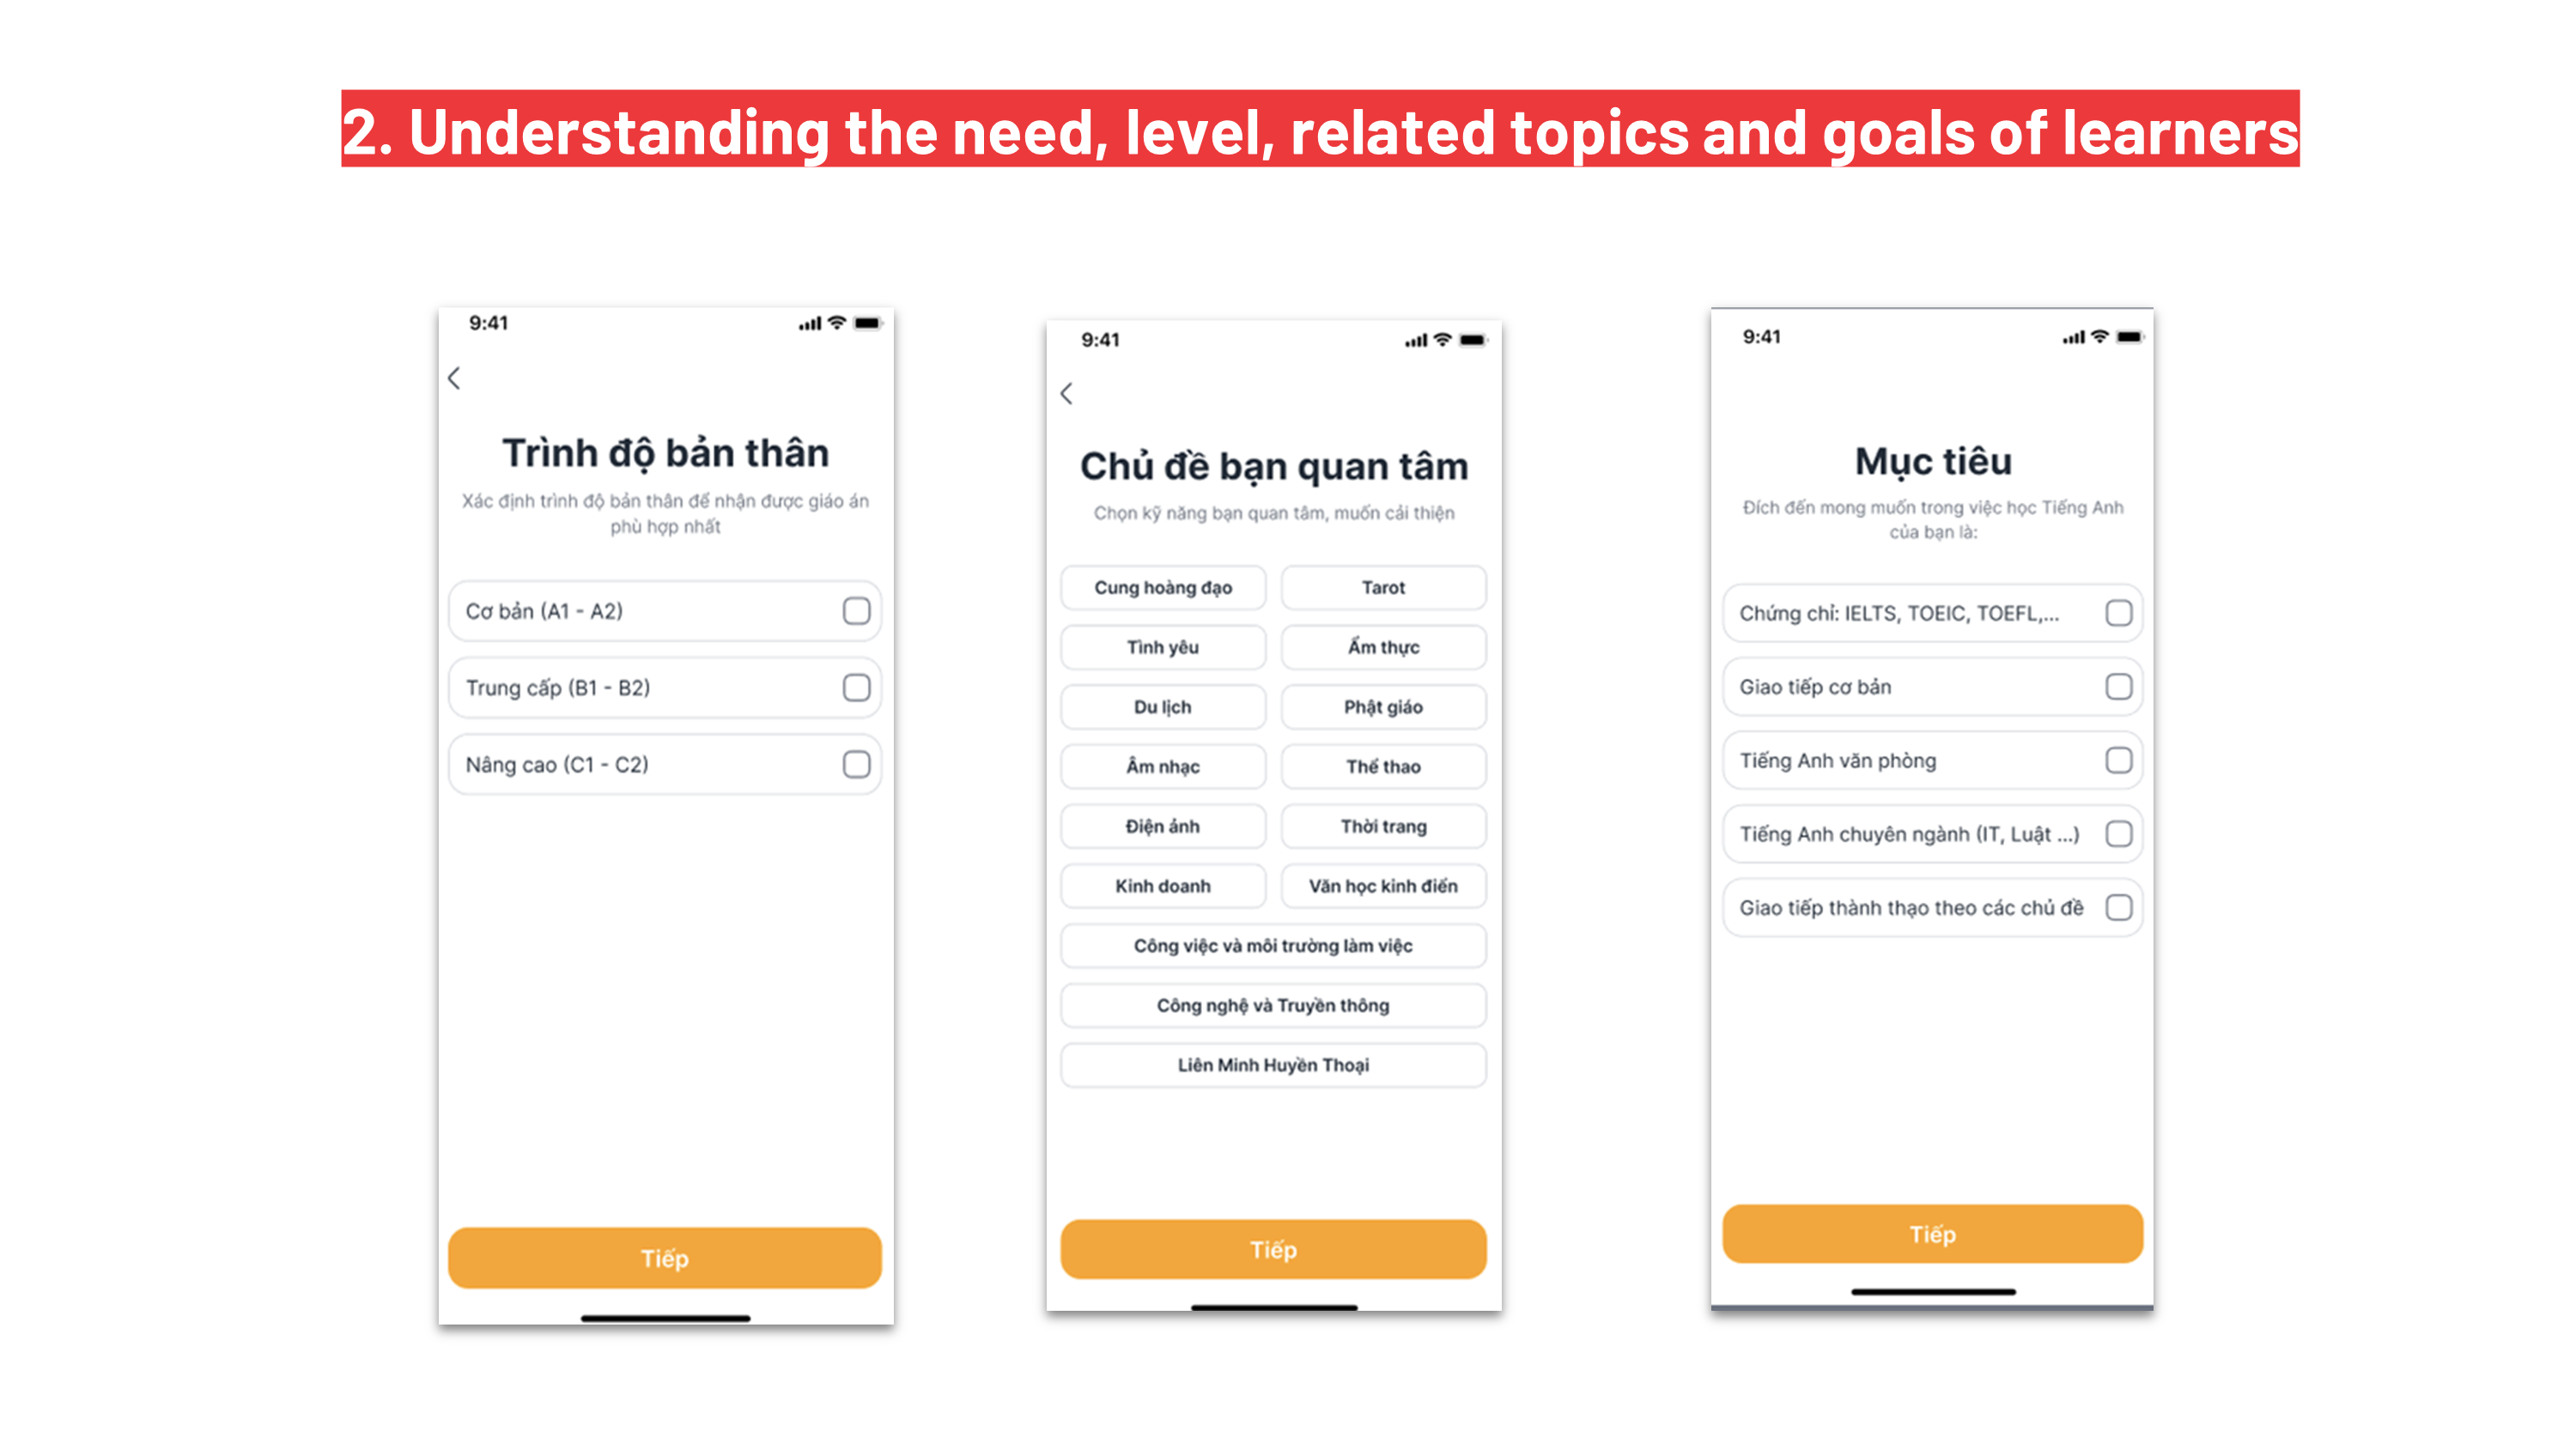 2. Understanding the need, level, related topics and goals of learners
9:41
Trình độ bản thân
Xác định trình độ bản thân để nhận được giáo án
phù hợp nhất
Cơ bản (A1 - A2)
Trung cấp (B1 - B2)
Nâng cao (C1 - C2)
Tiếp
9:41
Chủ đề bạn quan tâm
Chọn kỹ năng bạn quan tâm, muốn cải thiện
Cung hoàng đạo
Tarot
Tình yêu
Ẩm thực
Du lịch
Phật giáo
Âm nhạc
Thể thao
Điện ảnh
Thời trang
Kinh doanh
Văn học kinh điển
Công việc và môi trường làm việc
Công nghệ và Truyền thông
Liên Minh Huyền Thoại
Tiếp
9:41
Mục tiêu
Đích đến mong muốn trong việc học Tiếng Anh
của bạn là:
Chứng chỉ: IELTS, TOEIC, TOEFL,...
Giao tiếp cơ bản
Tiếng Anh văn phòng
Tiếng Anh chuyên ngành (IT, Luật ...)
Giao tiếp thành thạo theo các chủ đề
Tiếp